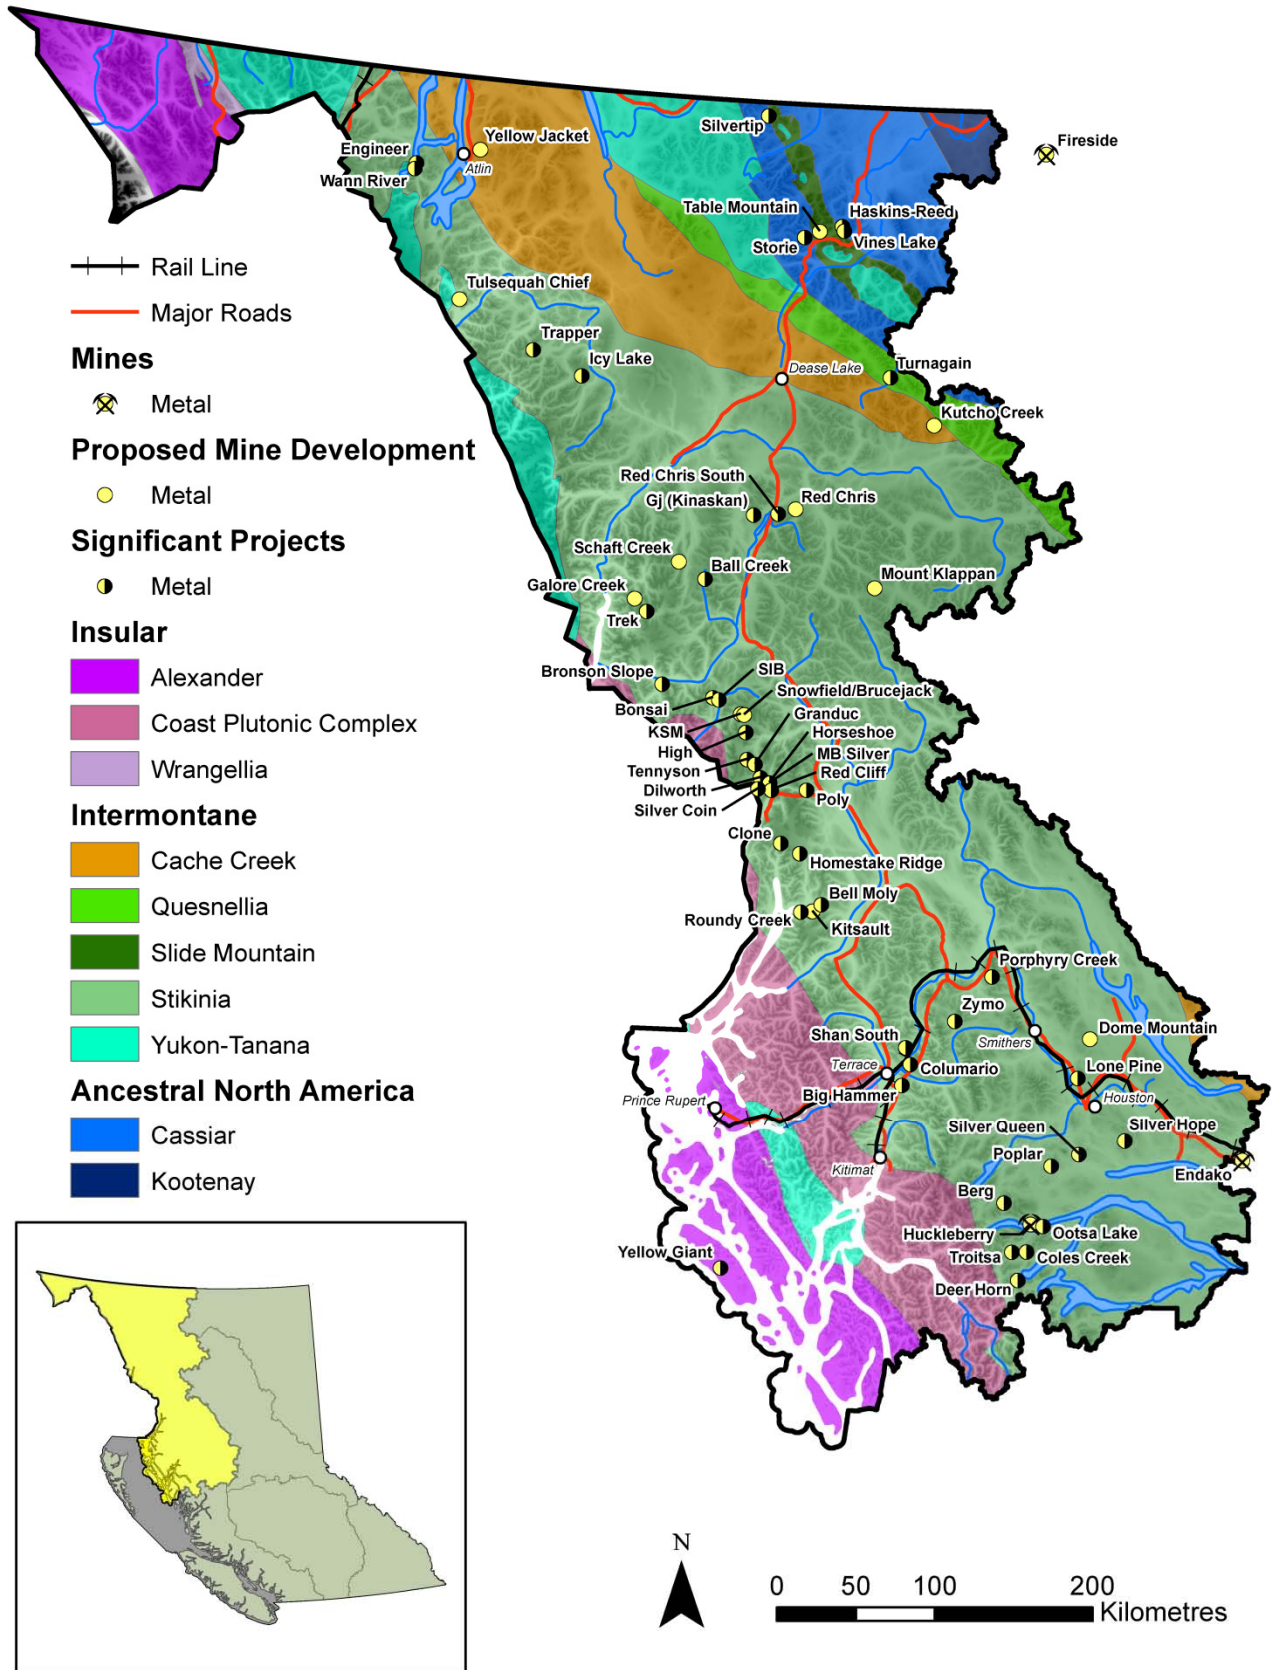 Silvertip
Fireside
Engineer
Yellow Jacket
Wann River
Atlin
Table Mountain
Haskins-Reed
Storie
Vines Lake
Rail Line
Tulsequah Chief
Major Roads
Trapper
Mines
Icy Lake
Dease Lake
Turnagain
Metal
Kutcho Creek
Proposed Mine Development
Red Chris South
Metal
Gj (Kinaskan)
Red Chris
Significant Projects
Schaft Creek
Ball Creek
Mount Klappan
Metal
Galore Creek
Trek
Insular
Bronson Slope
SIB
Alexander
Snowfield/Brucejack
Bonsai
Granduc
Coast Plutonic Complex
KSM
Horseshoe
High
MB Silver
Wrangellia
Tennyson
Red Cliff
Dilworth
Poly
Silver Coin
Intermontane
Clone
Cache Creek
Homestake Ridge
Quesnellia
Bell Moly
Roundy Creek
Kitsault
Slide Mountain
Porphyry Creek
Stikinia
Zymo
Dome Mountain
Shan South
Smithers
Yukon-Tanana
Terrace
Columario
Lone Pine
Ancestral North America
Prince Rupert
Big Hammer
Houston
Cassiar
Silver Queen
Silver Hope
Poplar
Kitimat
Endako
Kootenay
Berg
Huckleberry
Ootsa Lake
Yellow Giant
Troitsa
Coles Creek
Deer Horn
N
0 50 100 200
Kilometres